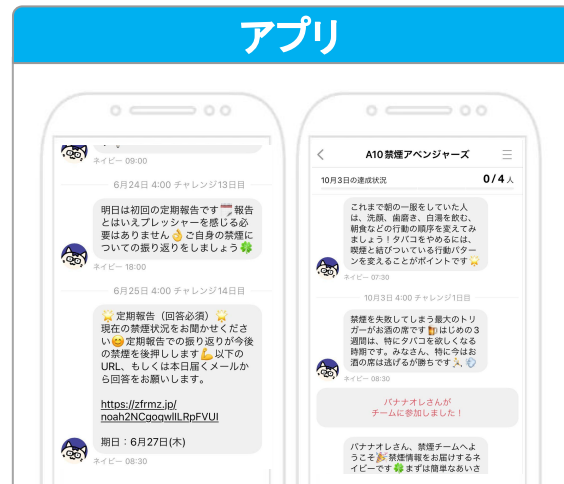 アプリ
ネイビー 09:00
6月24日 4:00 チャレンジ13日目
明日は初回の定期報告です🗓️報告
とはいえプレッシャーを感じる必
要はありません👌ご自身の禁煙に
ついての振り返りをしましょう🍀
ネイビー 18:00
6月25日 4:00 チャレンジ14日目
🌟定期報告（回答必須）🌟
現在の禁煙状況をお聞かせくださ
い😊定期報告での振り返りが今後
の禁煙を後押しします💪以下の
URL、もしくは本日届くメールか
ら回答をお願いします。
https://zfrmz.jp/
noah2NCgoqwlILRpFVUI
期日：6月27日(木)
ネイビー 08:30
A10 禁煙アベンジャーズ
10月3日の達成状況 0/4人
これまで朝の一服をしていた人
は、洗顔、歯磨き、白湯を飲む、
朝食などの行動の順序を変えてみ
ましょう！タバコをやめるには、
喫煙と結びついている行動パター
ンを変えることがポイントです🌟
ネイビー 07:30
10月3日 4:00 チャレンジ1日目
禁煙を失敗してしまう最大のトリ
ガーがお酒の席です🍺はじめの3
週間は、特にタバコを欲しくなる
時期です。みなさん、特に今はお
酒の席は逃げるが勝ちです🏃💨
ネイビー 08:30
バナナオレさんが
チームに参加しました！
バナナオレさん、禁煙チームへよ
うこそ🎉禁煙情報をお届けするネ
イビーです🍀まずは簡単なあいさ